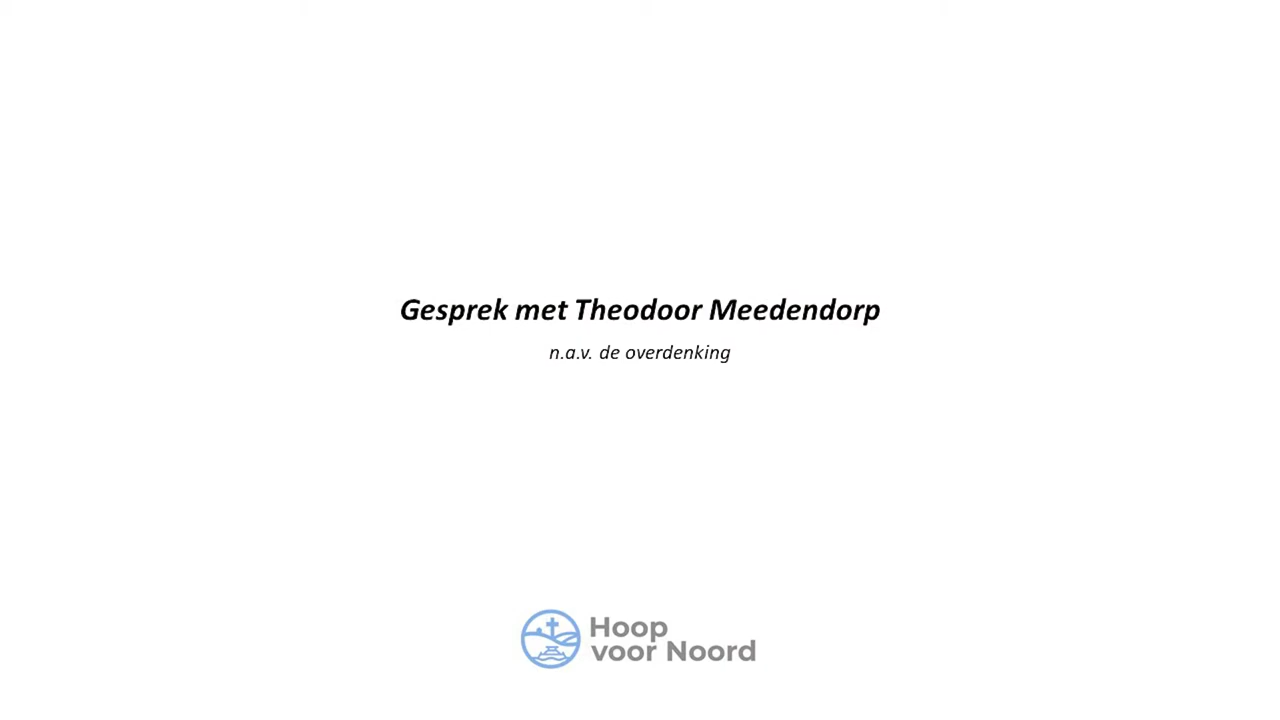 Gesprek met Theodoor Meedendorp
n.a.v. de overdenking
Hoop
voor Noord